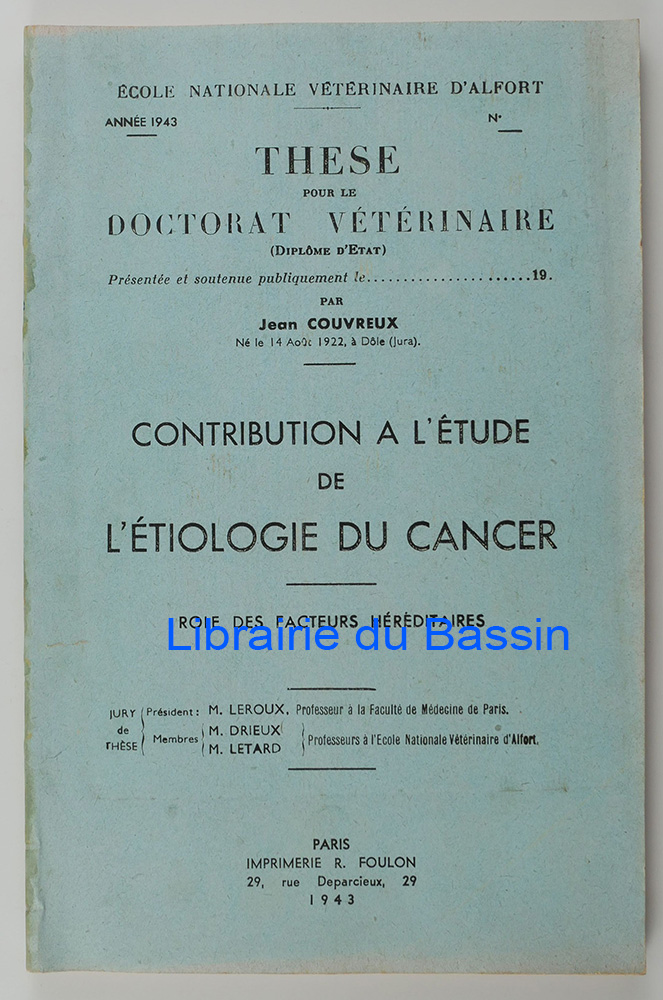 ÉCOLE NATIONALE VÉTÉRINAIRE D'ALFORT
ANNÉE 1943 N°
THESE
POUR LE
DOCTORAT VÉTÉRINAIRE
(DIPLÔME D'ETAT)
Présentée et soutenue publiquement le......................19.
PAR
Jean COUVREUX
Né le 14 Août 1922, à Dôle (Jura).
CONTRIBUTION A L'ÉTUDE
DE
L'ÉTIOLOGIE DU CANCER
ROLE DES FACTEURS HÉRÉDITAIRES
Librairie du Bassin
JURY de THÈSE
Président : M. LEROUX, Professeur à la Faculté de Médecine de Paris.
Membres M. DRIEUX
M. LETARD
Professeurs à l'Ecole Nationale Vétérinaire d'Alfort.
PARIS
IMPRIMERIE R. FOULON
29, rue Deparcieux, 29
1943